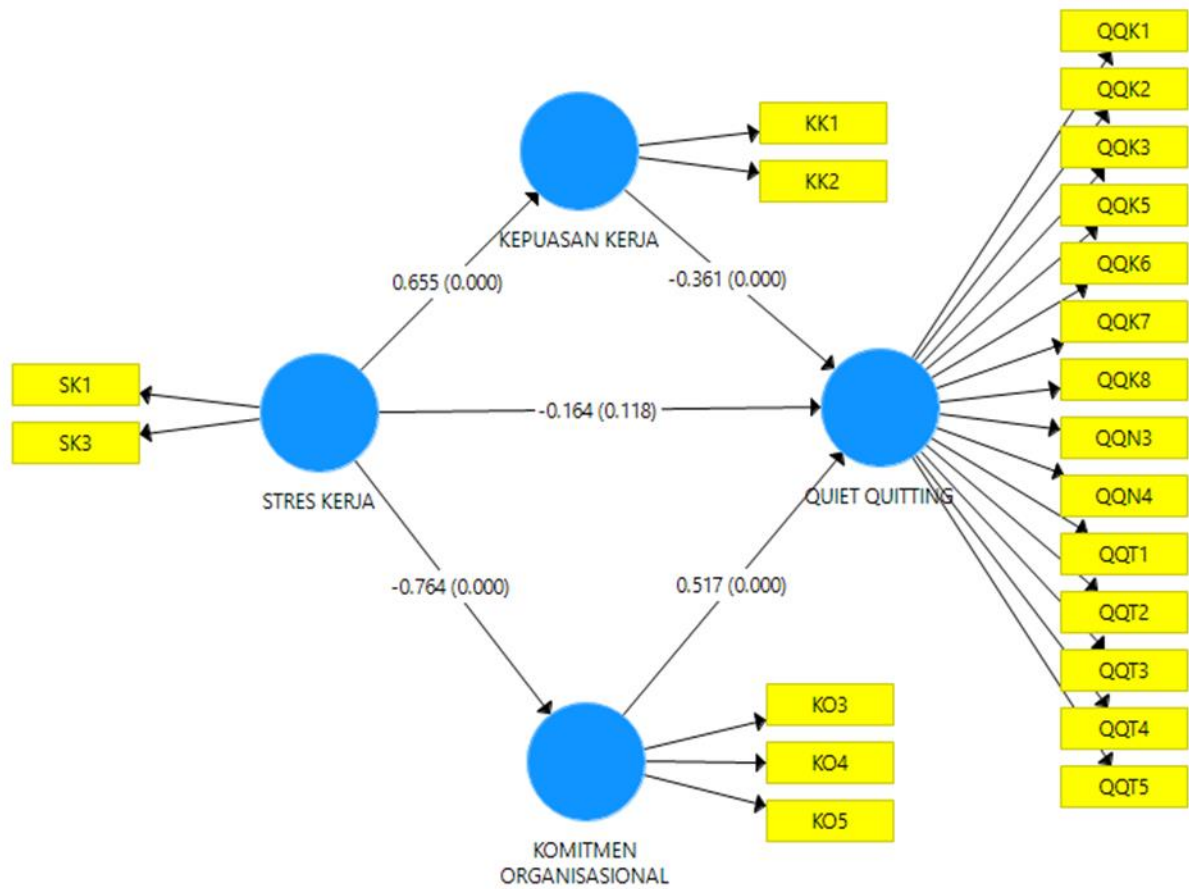 QQK1
QQK2
QQK3
QQK5
QQK6
QQK7
QQK8
QQN3
QQN4
QQT1
QQT2
QQT3
QQT4
QQT5
KK1
KK2
KEPUASAN KERJA
0.655 (0.000)
-0.361 (0.000)
SK1
SK3
STRES KERJA
-0.164 (0.118)
QUIET QUITTING
-0.764 (0.000)
0.517 (0.000)
KO3
KO4
KO5
KOMITMEN
ORGANISASIONAL